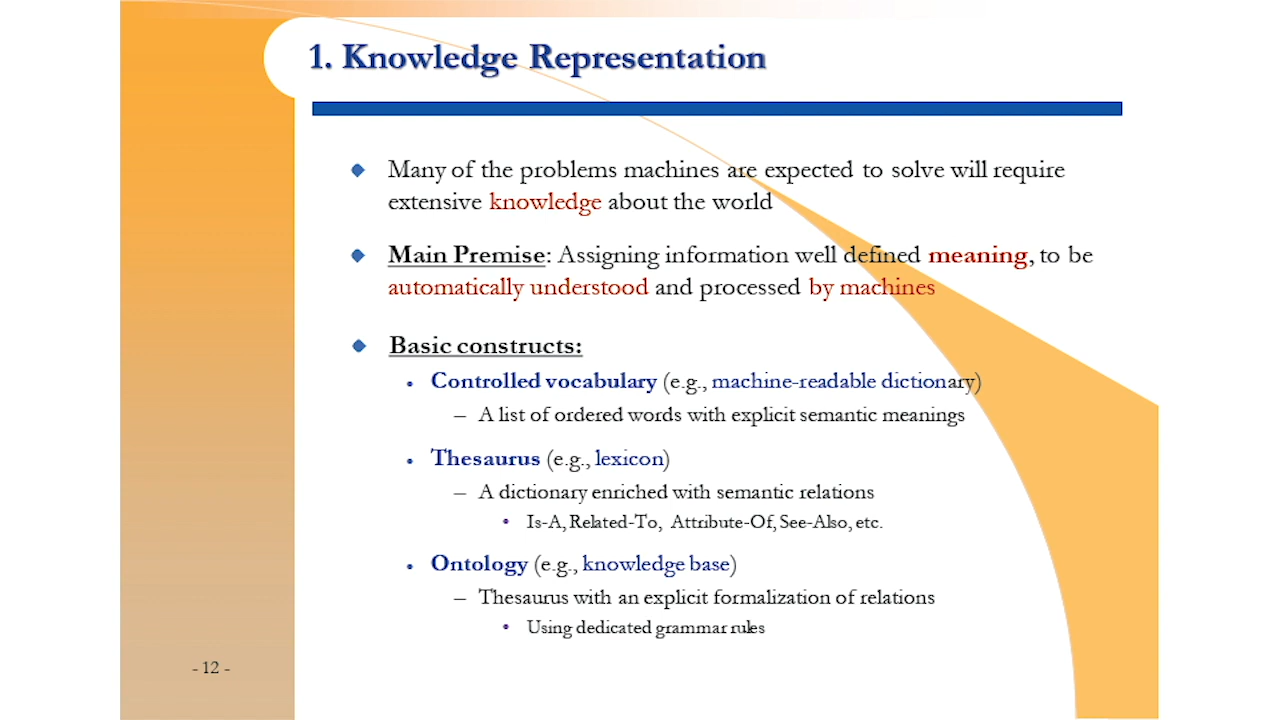 1. Knowledge Representation
Many of the problems machines are expected to solve will require
extensive knowledge about the world
Main Premise: Assigning information well defined meaning, to be
automatically understood and processed by machines
Basic constructs:
Controlled vocabulary (e.g., machine-readable dictionary)
– A list of ordered words with explicit semantic meanings
Thesaurus (e.g., lexicon)
– A dictionary enriched with semantic relations
• Is-A, Related-To, Attribute-Of, See-Also, etc.
Ontology (e.g., knowledge base)
– Thesaurus with an explicit formalization of relations
• Using dedicated grammar rules
- 12 -